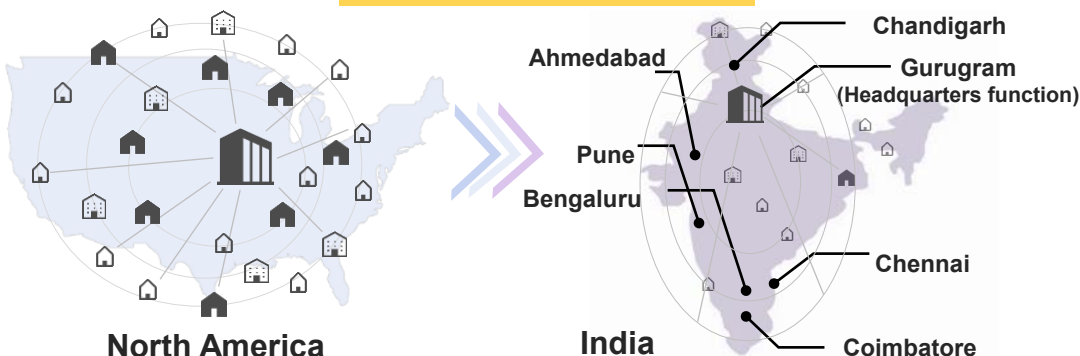 Chandigarh
Ahmedabad
Gurugram
(Headquarters function)
Pune
Bengaluru
Chennai
North America
India
Coimbatore